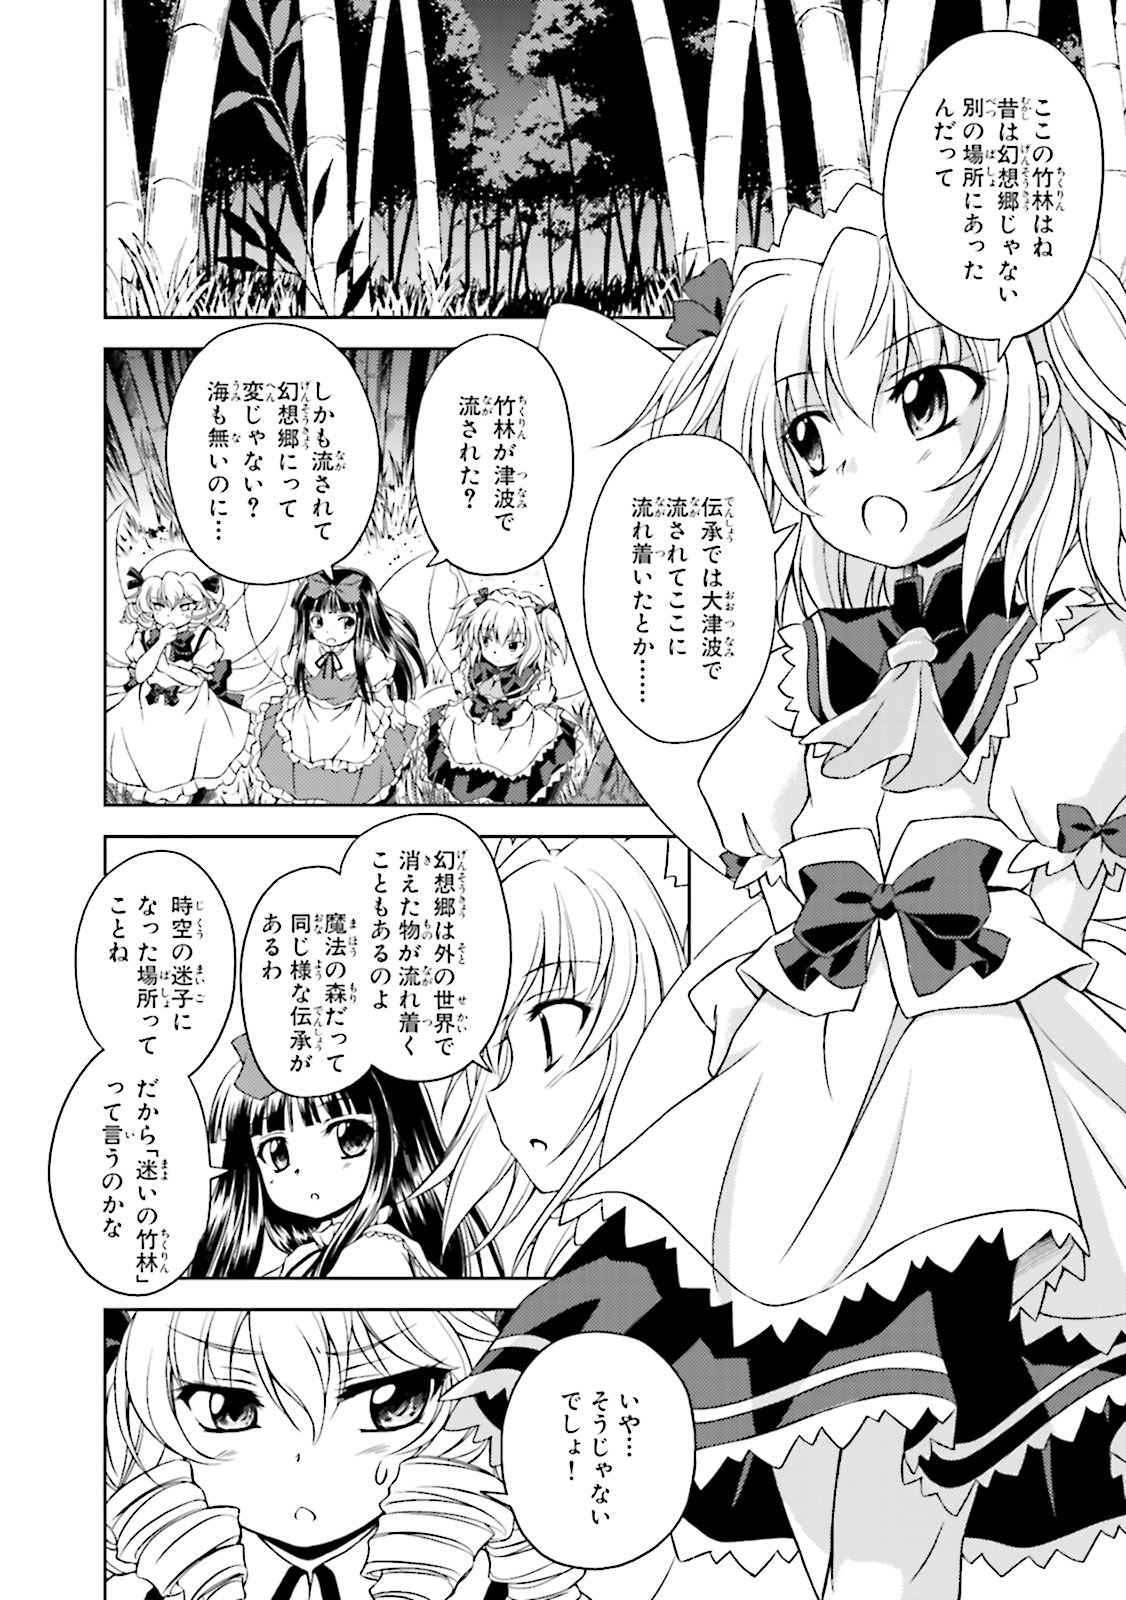 ここの竹林はね
昔は幻想郷じゃない
別の場所にあった
んだって
伝承では大津波で
流されてここに
流れ着いたとか……
竹林が津波で
流された？
しかも流されて
幻想郷にって
変じゃない？
海も無いのに…
幻想郷は外の世界で
消えた物が流れ着く
こともあるのよ
魔法の森だって
同じ様な伝承が
あるわ
時空の迷子に
なった場所って
ことね
だから「迷いの竹林」
って言うのかな
いや…
そうじゃない
でしょ！